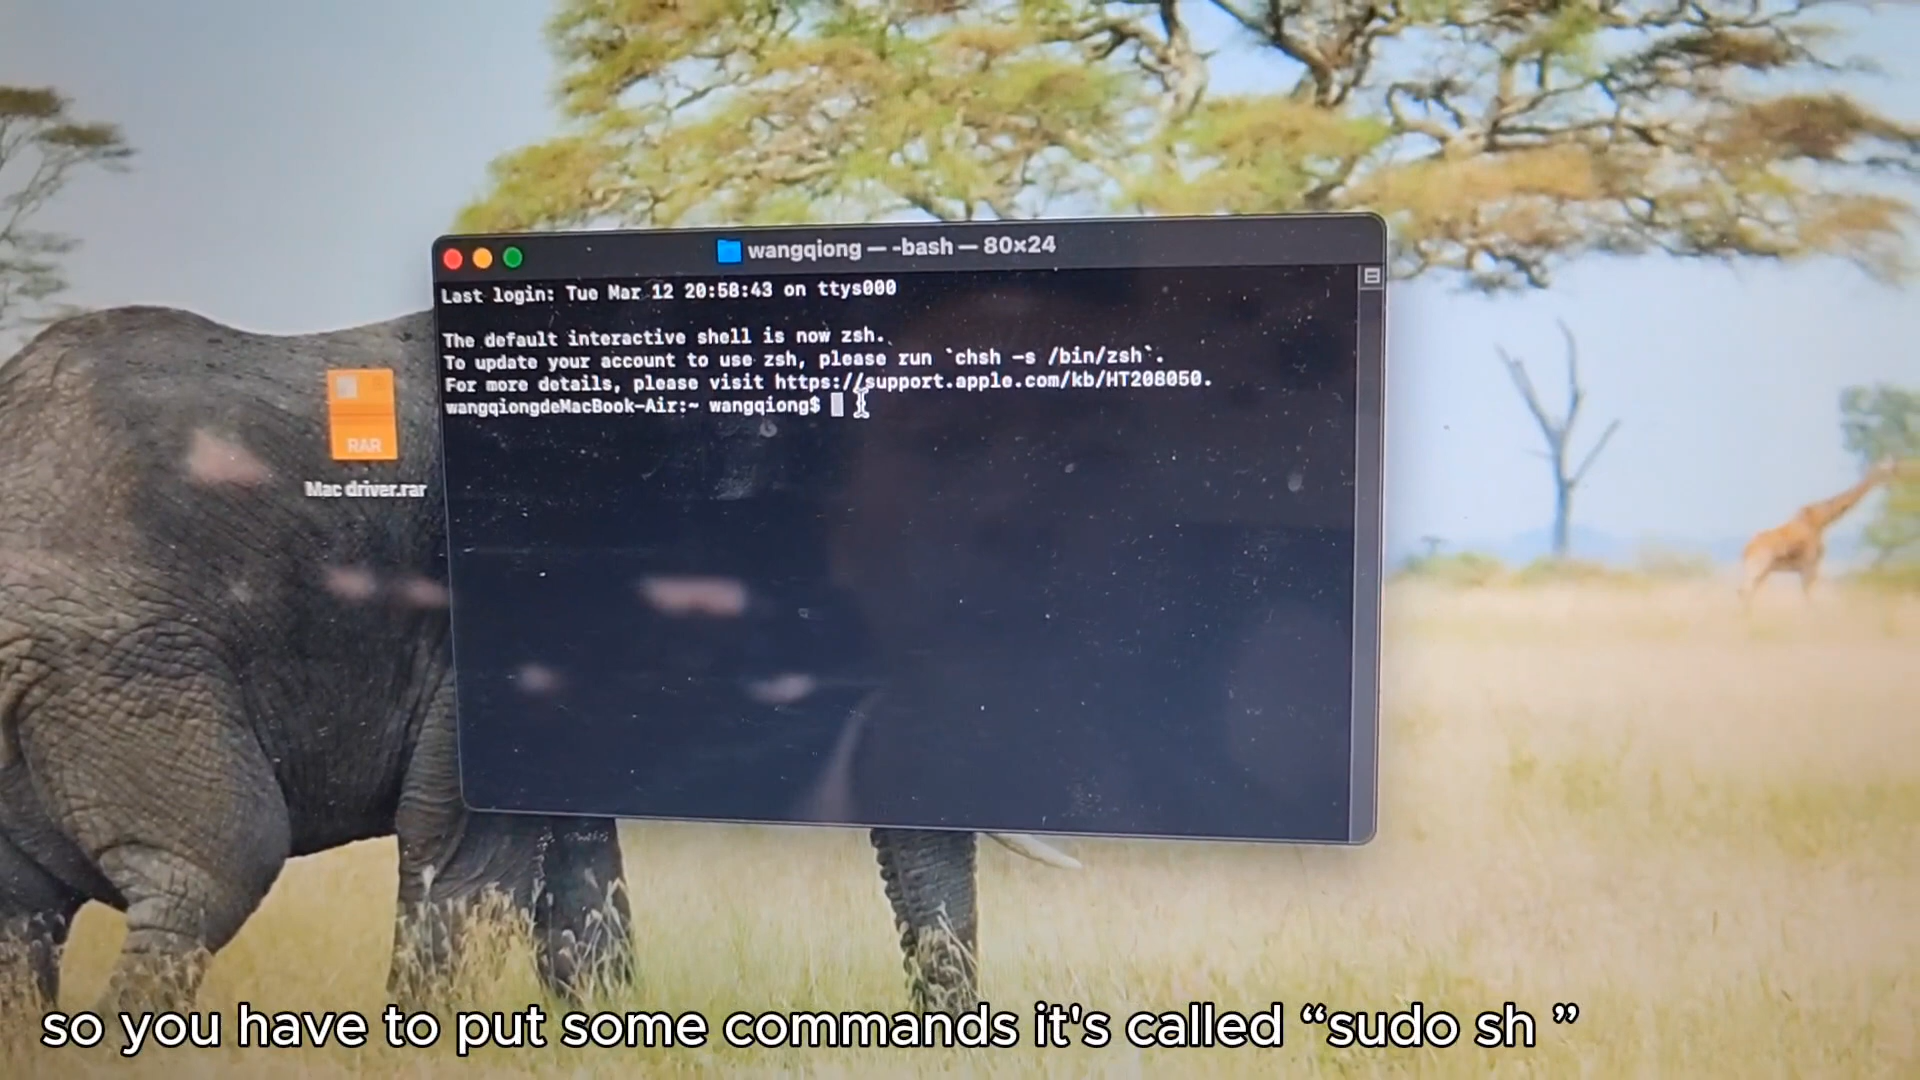 wangqiong — -bash — 80×24
Last login: Tue Mar 12 20:58:43 on ttys000
The default interactive shell is now zsh.
To update your account to use zsh, please run `chsh -s /bin/zsh`.
For more details, please visit https://support.apple.com/kb/HT208050.
wangqiongdeMacBook-Air:~ wangqiong$
RAR
Mac driver.rar
so you have to put some commands it's called “sudo sh ”